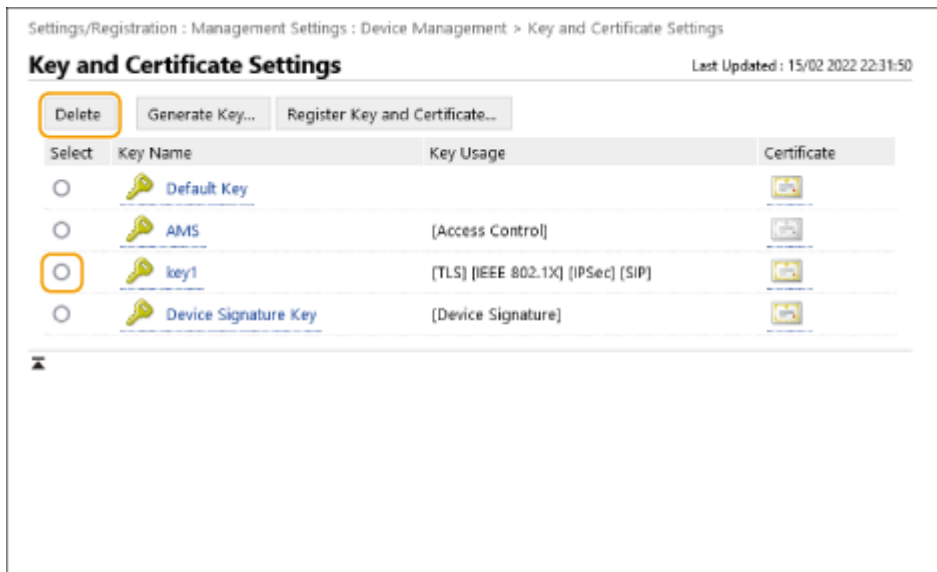 Settings/Registration : Management Settings : Device Management > Key and Certificate Settings
Key and Certificate Settings Last Updated : 15/02 2022 22:31:50
Delete Generate Key... Register Key and Certificate...
Select Key Name Key Usage Certificate
Default Key
AMS [Access Control]
key1 [TLS] [IEEE 802.1X] [IPSec] [SIP]
Device Signature Key [Device Signature]